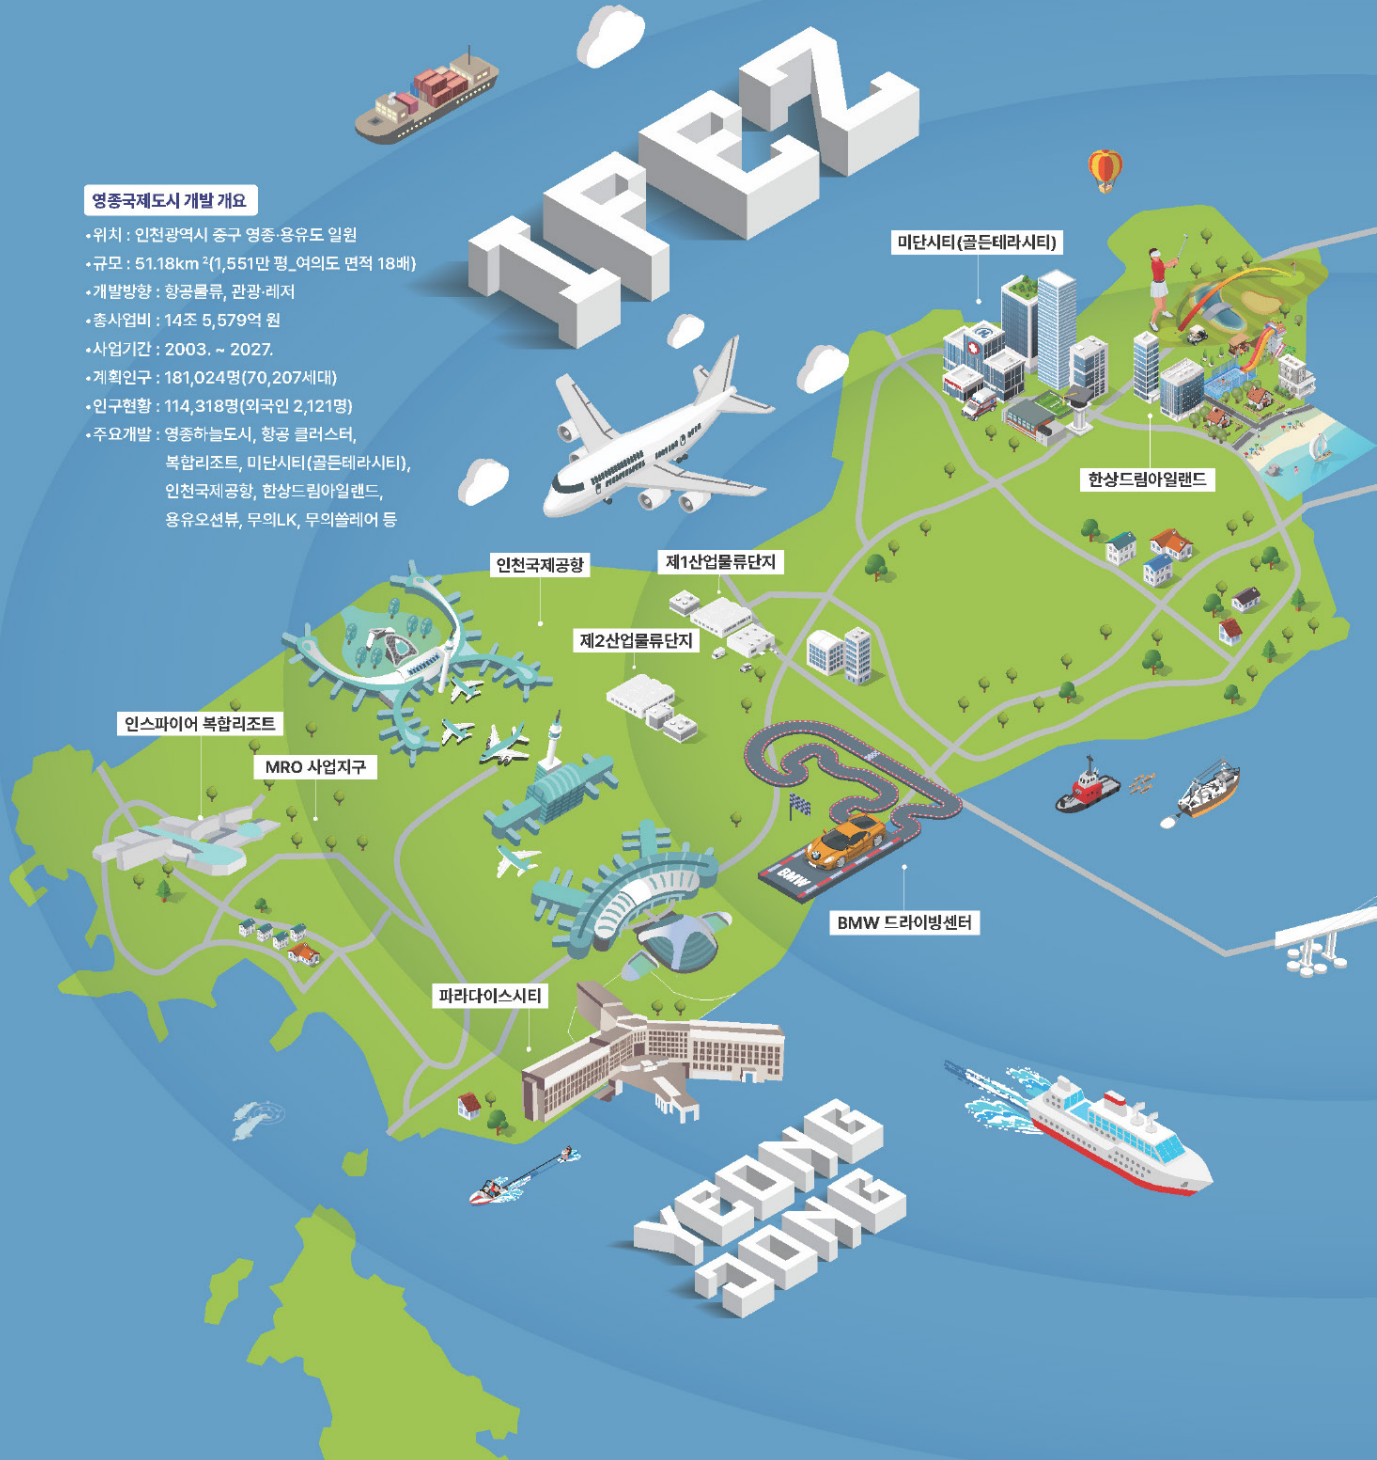 IFEZ
영종국제도시 개발 개요
•위치 : 인천광역시 중구 영종·용유도 일원
•규모 : 51.18km²(1,551만 평_여의도 면적 18배)
•개발방향 : 항공물류, 관광·레저
•총사업비 : 14조 5,579억 원
•사업기간 : 2003. ~ 2027.
•계획인구 : 181,024명(70,207세대)
•인구현황 : 114,318명(외국인 2,121명)
•주요개발 : 영종하늘도시, 항공 클러스터,
복합리조트, 미단시티(골든테라시티),
인천국제공항, 한상드림아일랜드,
용유오션뷰, 무의LK, 무의쏠레어 등
미단시티(골든테라시티)
한상드림아일랜드
인천국제공항
제1산업물류단지
제2산업물류단지
인스파이어 복합리조트
MRO 사업지구
BMW
BMW 드라이빙센터
파라다이스시티
YEONG
JONG